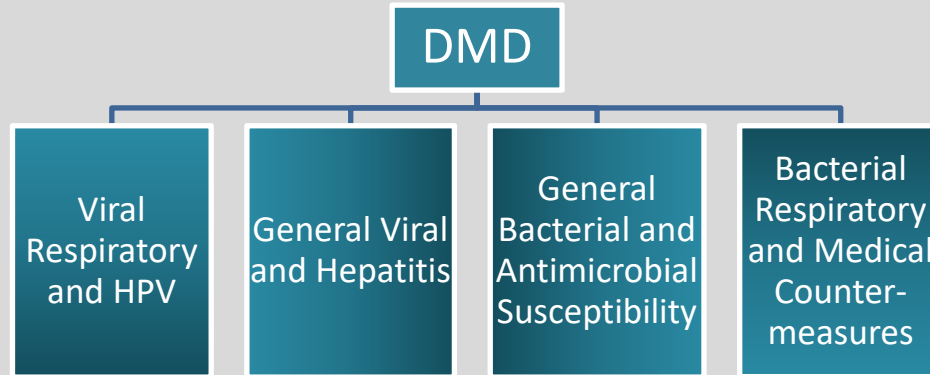 DMD
Viral
Respiratory
and HPV
General Viral
and Hepatitis
General
Bacterial and
Antimicrobial
Susceptibility
Bacterial
Respiratory
and Medical
Counter-
measures